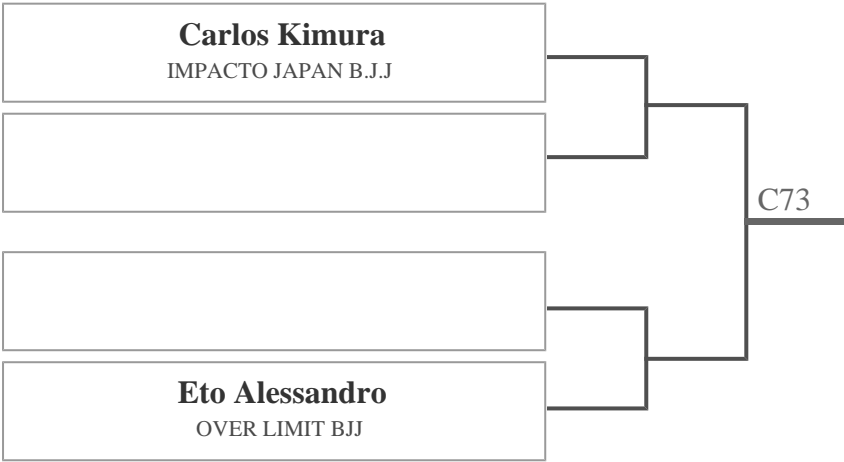 Carlos Kimura
IMPACTO JAPAN B.J.J
C73
Eto Alessandro
OVER LIMIT BJJ